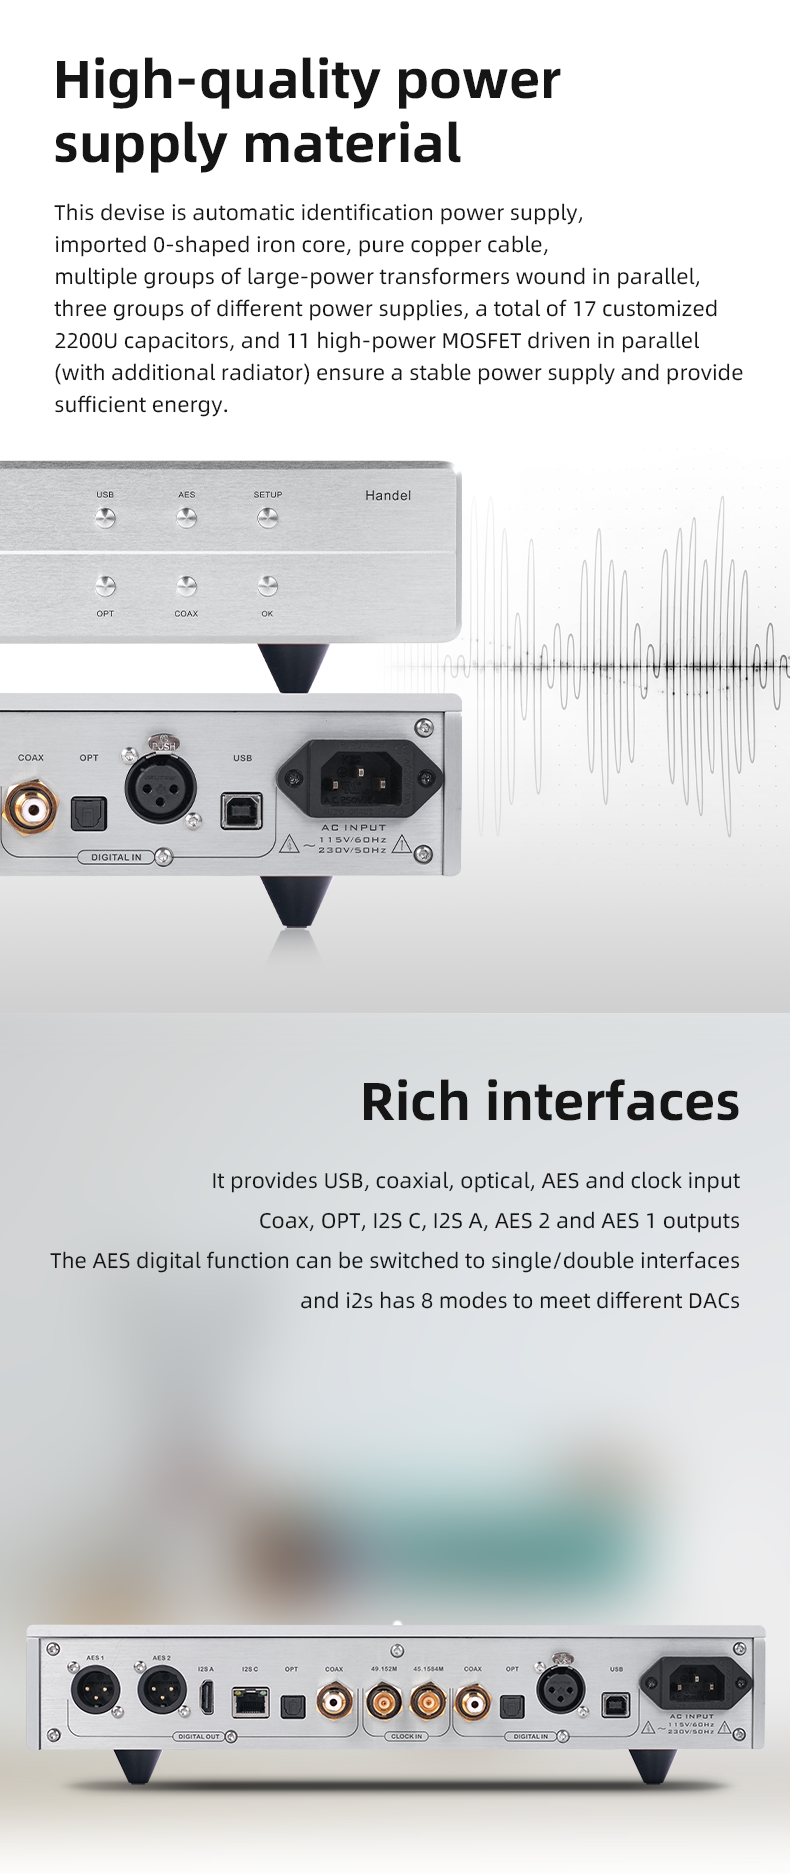 High-quality power
supply material
This devise is automatic identification power supply,
imported 0-shaped iron core, pure copper cable,
multiple groups of large-power transformers wound in parallel,
three groups of different power supplies, a total of 17 customized
2200U capacitors, and 11 high-power MOSFET driven in parallel
(with additional radiator) ensure a stable power supply and provide
sufficient energy.
USB AES SETUP Handel
OPT COAX OK
PUSH
COAX OPT USB
AC INPUT
~ 115V/60Hz
230V/50Hz
DIGITAL IN
Rich interfaces
It provides USB, coaxial, optical, AES and clock input
Coax, OPT, I2S C, I2S A, AES 2 and AES 1 outputs
The AES digital function can be switched to single/double interfaces
and i2s has 8 modes to meet different DACs
AES 1 AES 2
I2S A I2S C OPT COAX 49.152M 45.1584M COAX OPT USB
AC INPUT
~ 115V/60Hz
230V/50Hz
DIGITAL OUT CLOCK IN DIGITAL IN